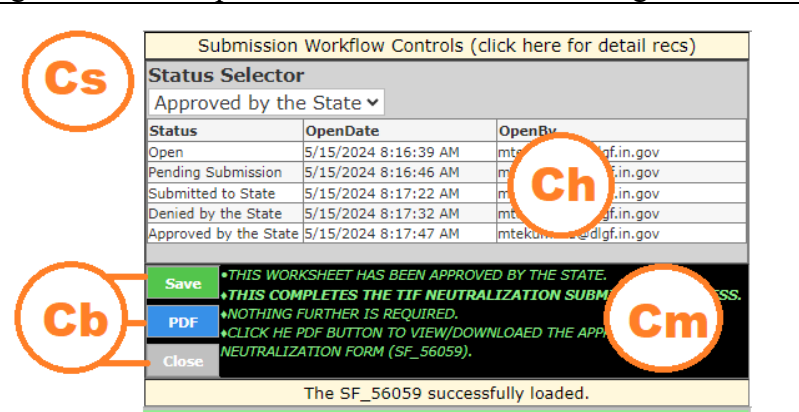 Submission Workflow Controls (click here for detail recs)
Cs
Status Selector
Approved by the State
Status OpenDate OpenBy
Open 5/15/2024 8:16:39 AM
Pending Submission 5/15/2024 8:16:46 AM
Submitted to State 5/15/2024 8:17:22 AM
Denied by the State 5/15/2024 8:17:32 AM
Approved by the State 5/15/2024 8:17:47 AM
Ch
Save
PDF
Close
Cb
•THIS WORKSHEET HAS BEEN APPROVED BY THE STATE.
♦THIS COMPLETES THE TIF NEUTRALIZATION
♦NOTHING FURTHER IS REQUIRED.
♦CLICK HE PDF BUTTON TO VIEW/DOWNLOAED THE
NEUTRALIZATION FORM (SF_56059).
Cm
The SF_56059 successfully loaded.